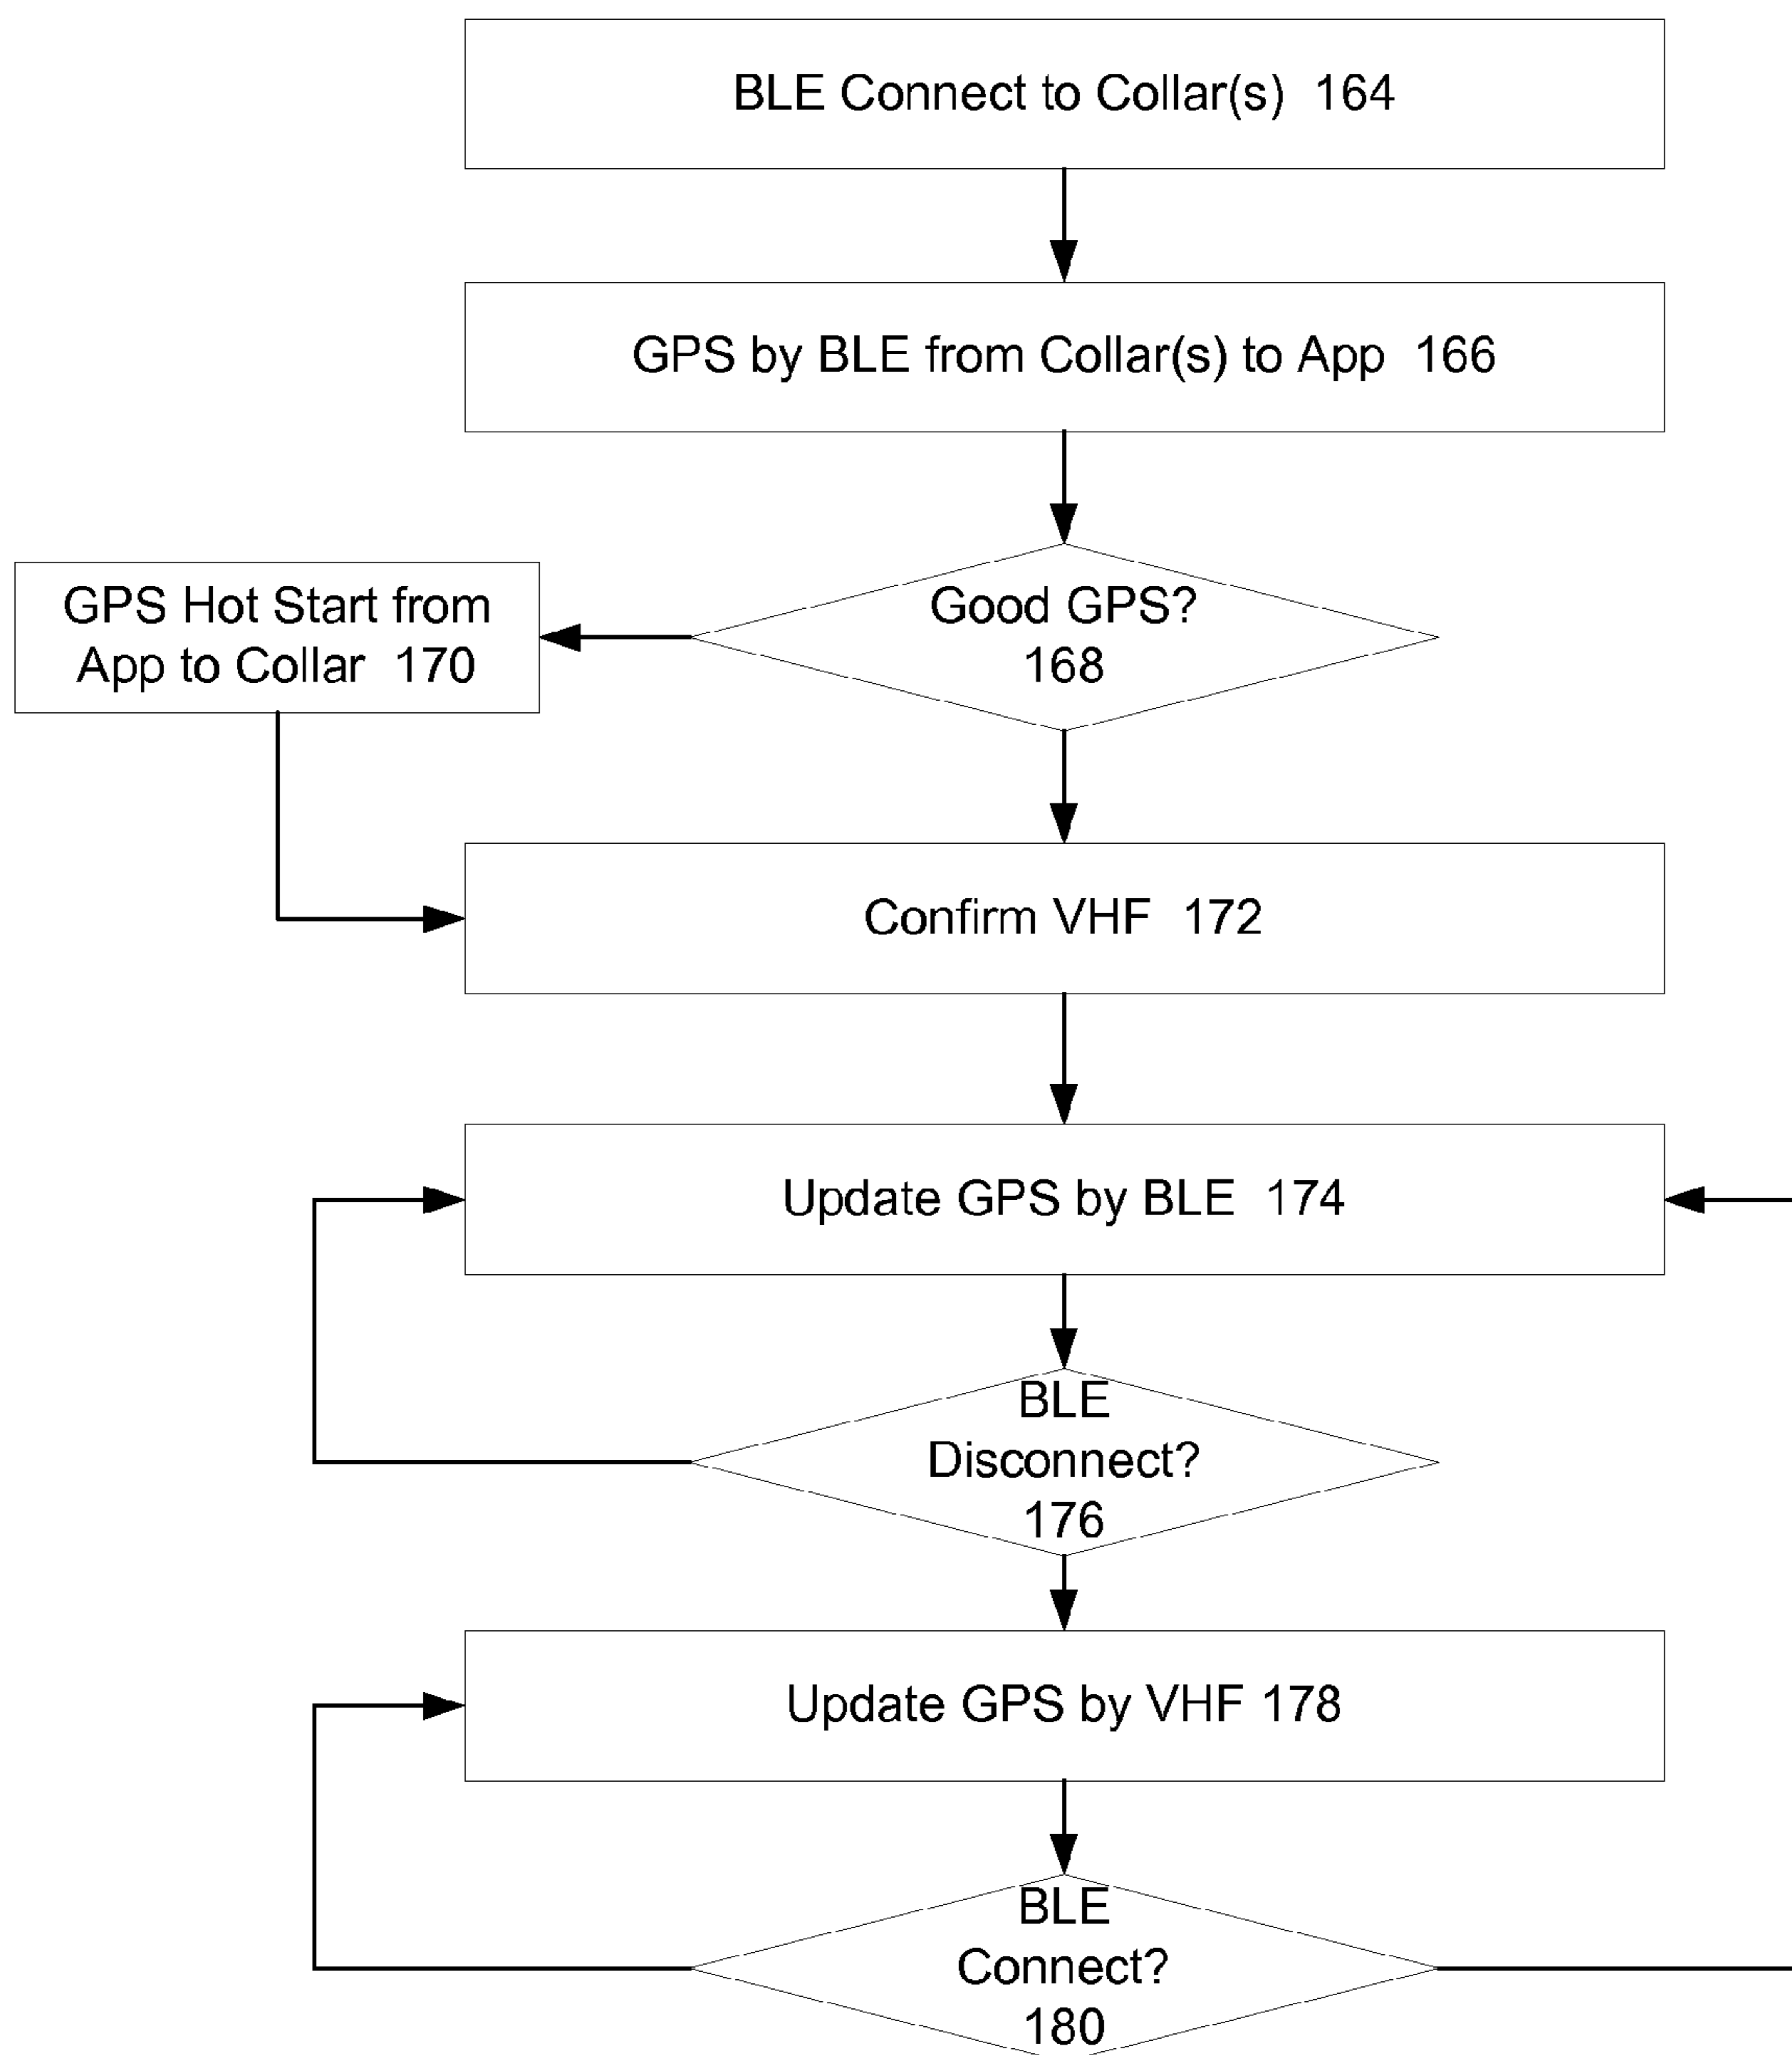 BLE Connect to Collar(s) 164
GPS by BLE from Collar(s) to App 166
Good GPS?
168
GPS Hot Start from
App to Collar 170
Confirm VHF 172
Update GPS by BLE 174
BLE
Disconnect?
176
Update GPS by VHF 178
BLE
Connect?
180